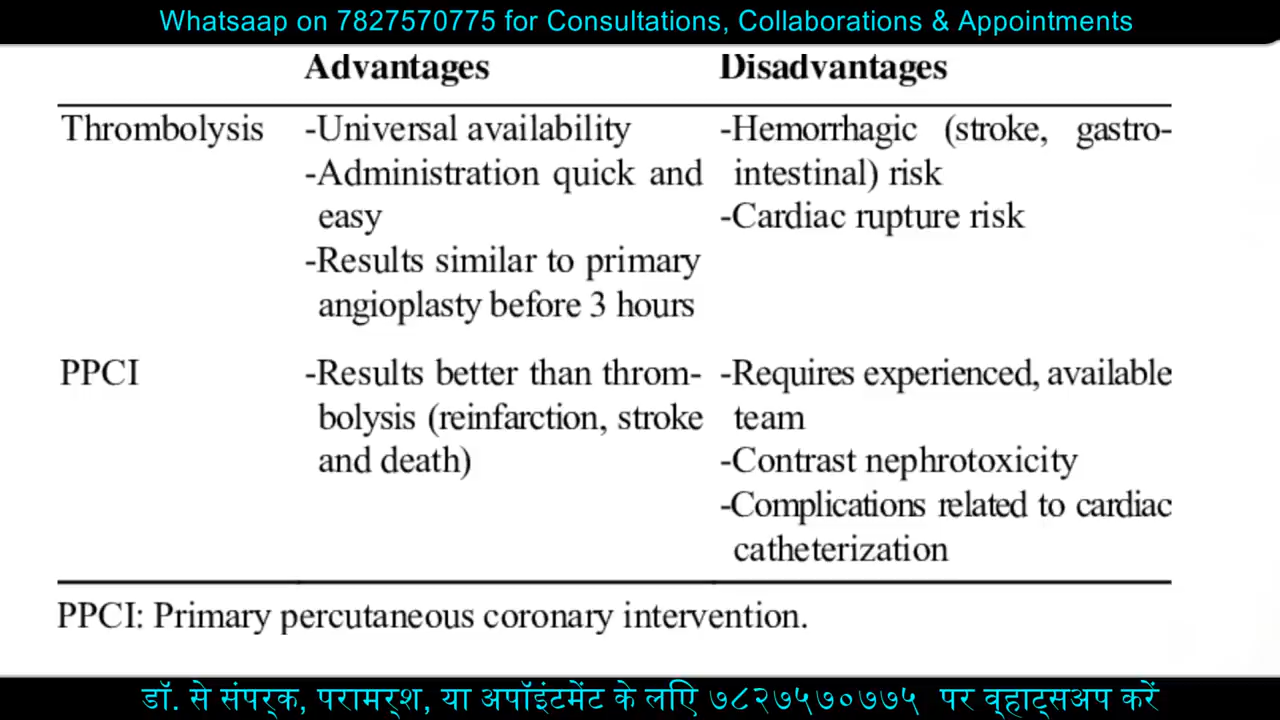 Whatsaap on 7827570775 for Consultations, Collaborations & Appointments
Advantages Disadvantages
Thrombolysis -Universal availability -Hemorrhagic (stroke, gastro-
-Administration quick and intestinal) risk
easy -Cardiac rupture risk
-Results similar to primary
angioplasty before 3 hours
PPCI -Results better than throm- -Requires experienced, available
bolysis (reinfarction, stroke team
and death) -Contrast nephrotoxicity
-Complications related to cardiac
catheterization
PPCI: Primary percutaneous coronary intervention.
डॉ. से संपर्क, परामर्श, या अपॉइंटमेंट के लिए ७८२७५७०७७५ पर व्हाट्सअप करें